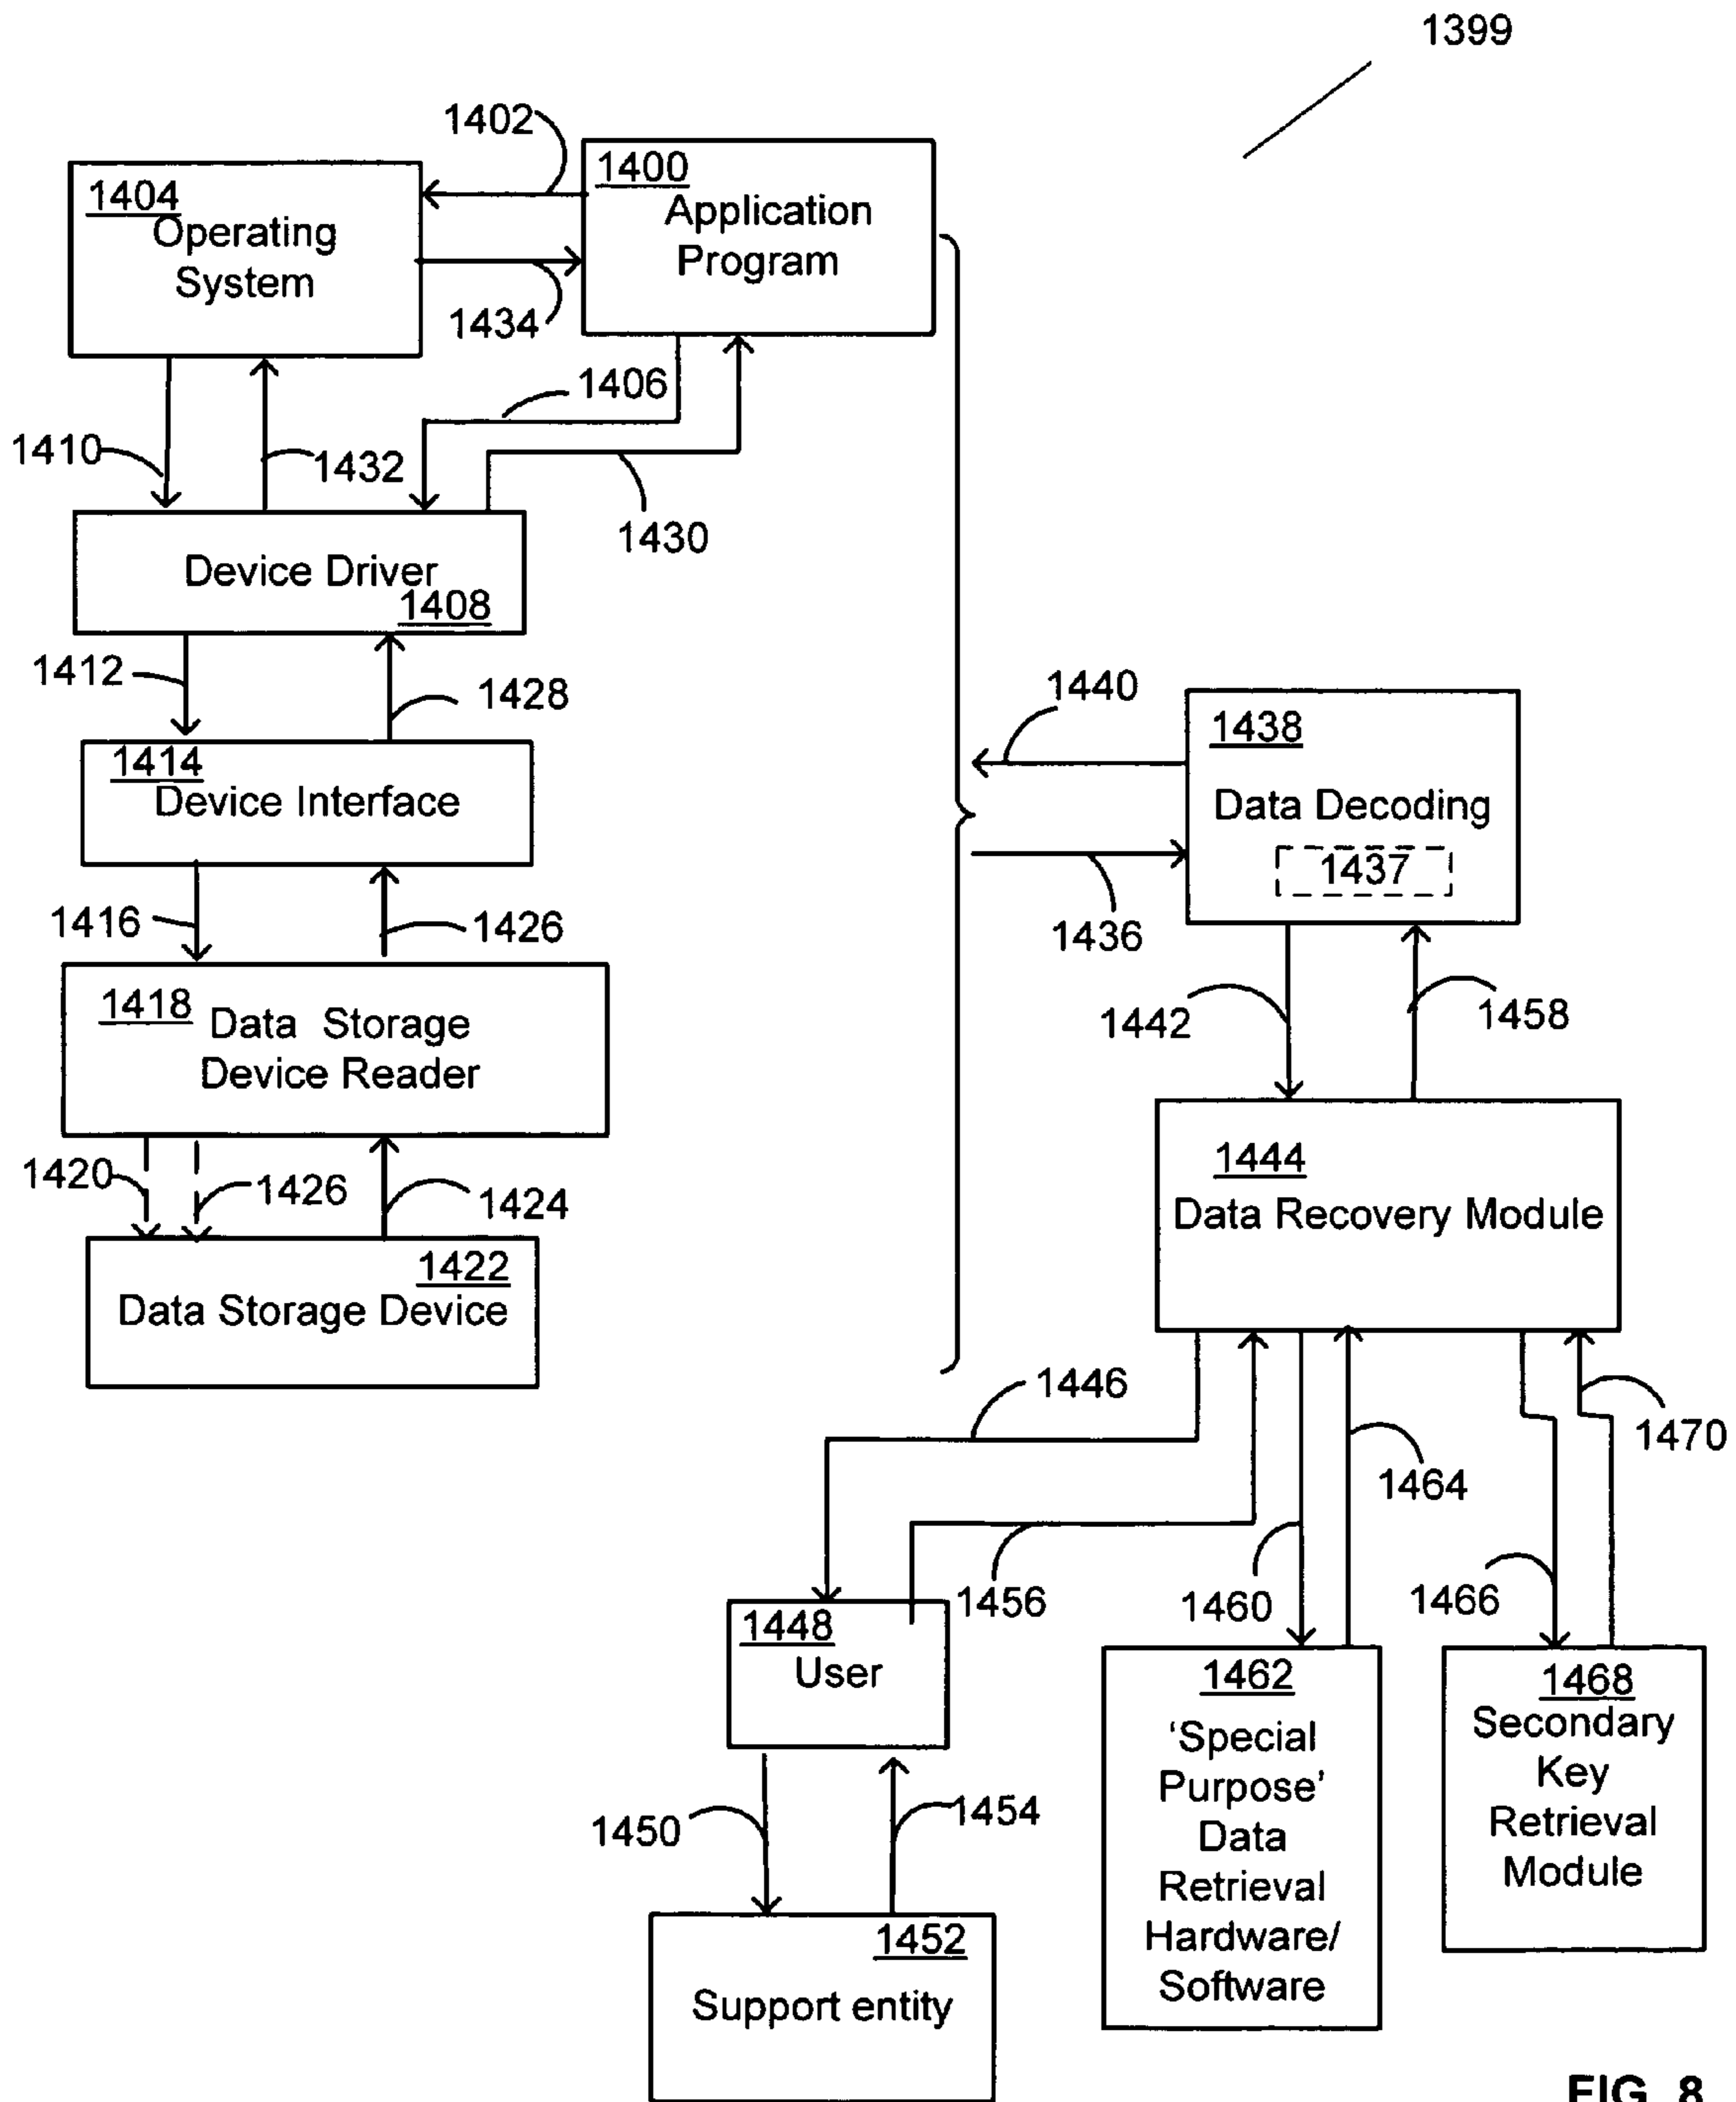 1399
1402
1400
Application
Program
1404
Operating
System
1434
1406
1410
1432
1430
Device Driver
1408
1412
1428
1440
1438
Data Decoding
1437
1414
Device Interface
1436
1416
1426
1418
Data Storage
Device Reader
1442
1458
1420
1426
1424
1444
Data Recovery Module
1422
Data Storage Device
1446
1470
1464
1456
1460
1466
1448
User
1462
'Special
Purpose'
Data
Retrieval
Hardware/
Software
1468
Secondary
Key
Retrieval
Module
1450
1454
1452
Support entity
FIG. 8